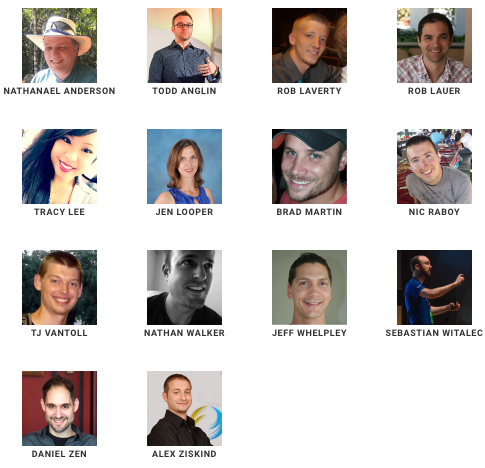 NATHANAEL ANDERSON
TODD ANGLIN
ROB LAVERTY
ROB LAUER
TRACY LEE
JEN LOOPER
BRAD MARTIN
NIC RABOY
TJ VANTOLL
NATHAN WALKER
JEFF WHELPLEY
SEBASTIAN WITALEC
DANIEL ZEN
ALEX ZISKIND